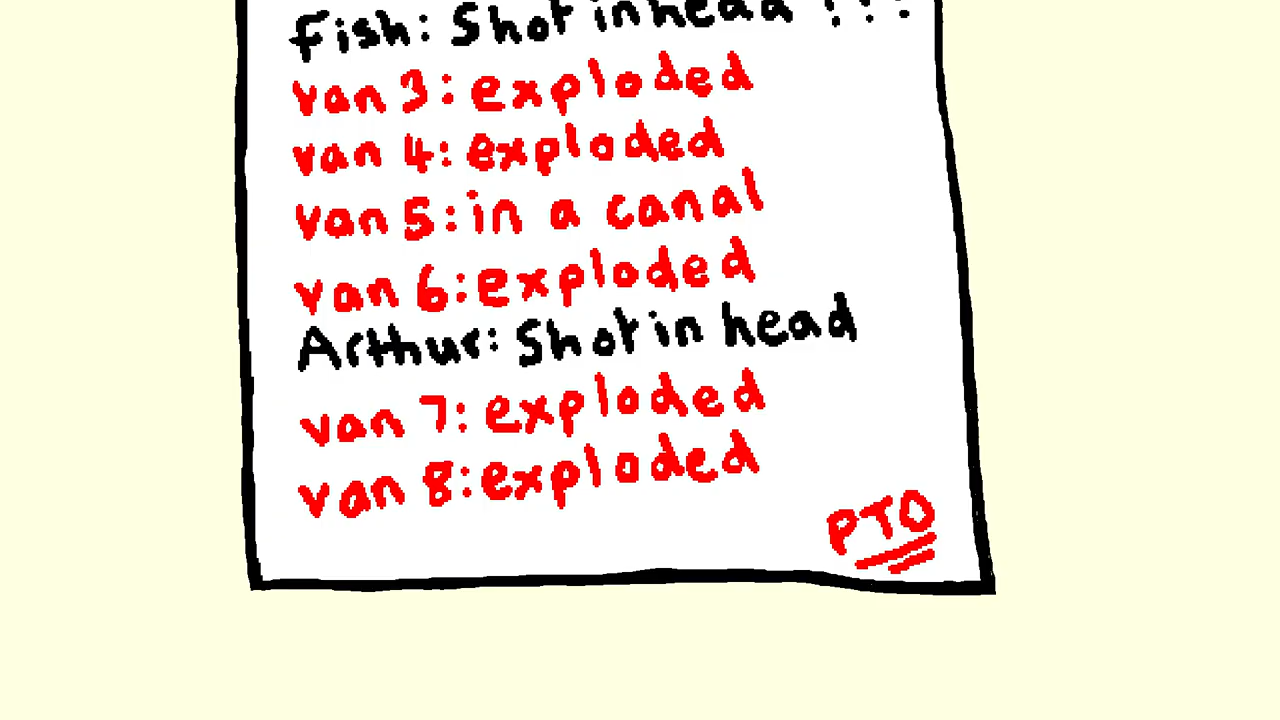 Fish: Shot in head !!!
van 3: exploded
van 4: exploded
van 5: in a canal
van 6: exploded
Arthur: Shot in head
van 7: exploded
van 8: exploded
PTO